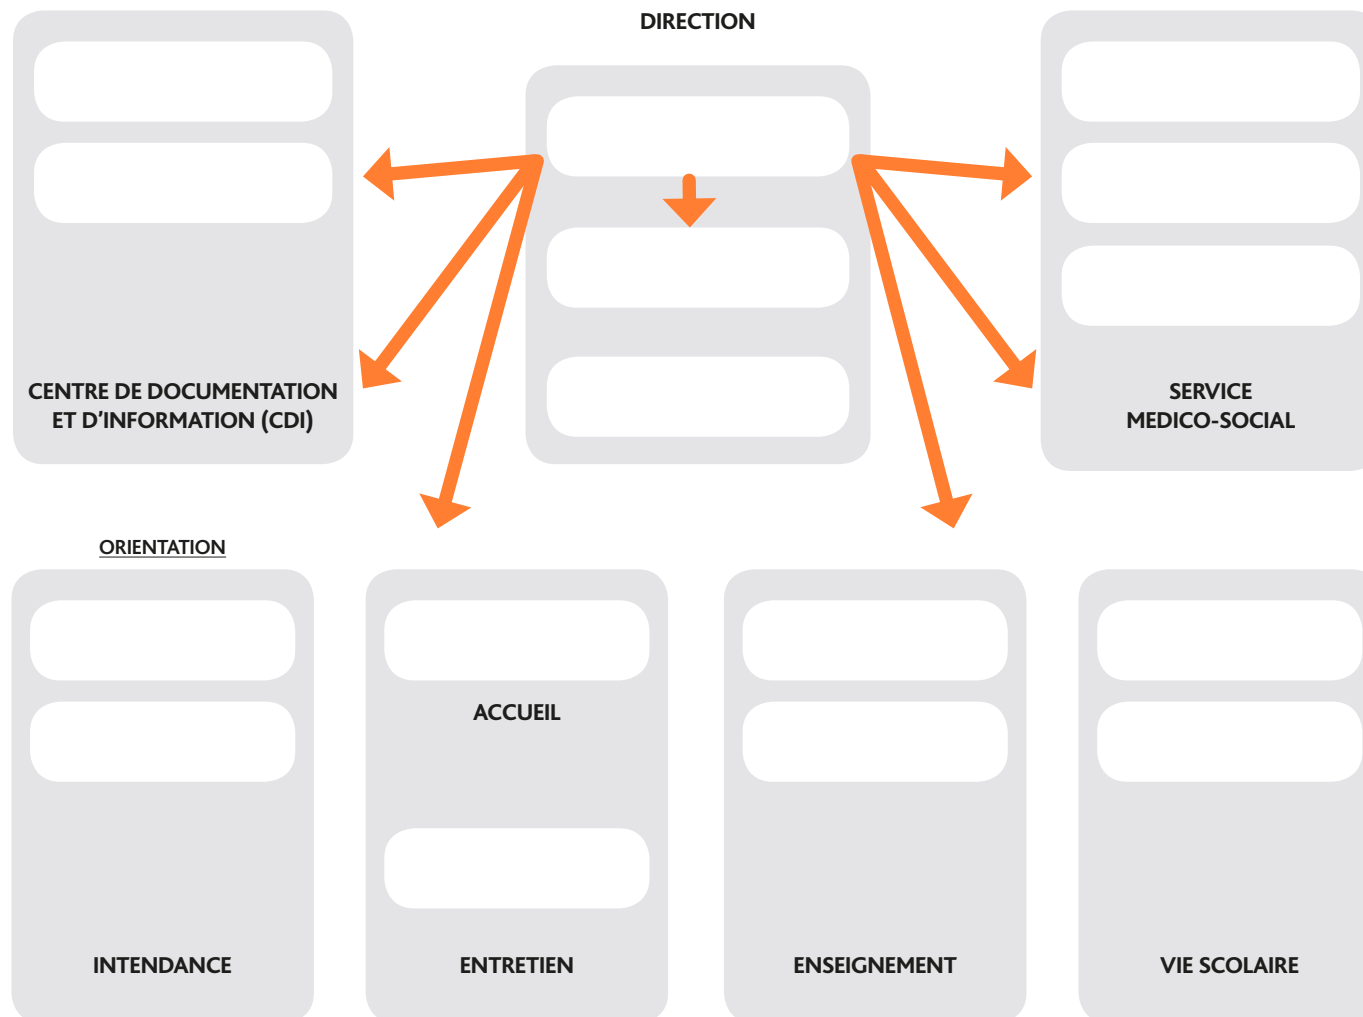 DIRECTION
CENTRE DE DOCUMENTATION
ET D'INFORMATION (CDI)
SERVICE
MEDICO-SOCIAL
ORIENTATION
ACCUEIL
INTENDANCE
ENTRETIEN
ENSEIGNEMENT
VIE SCOLAIRE